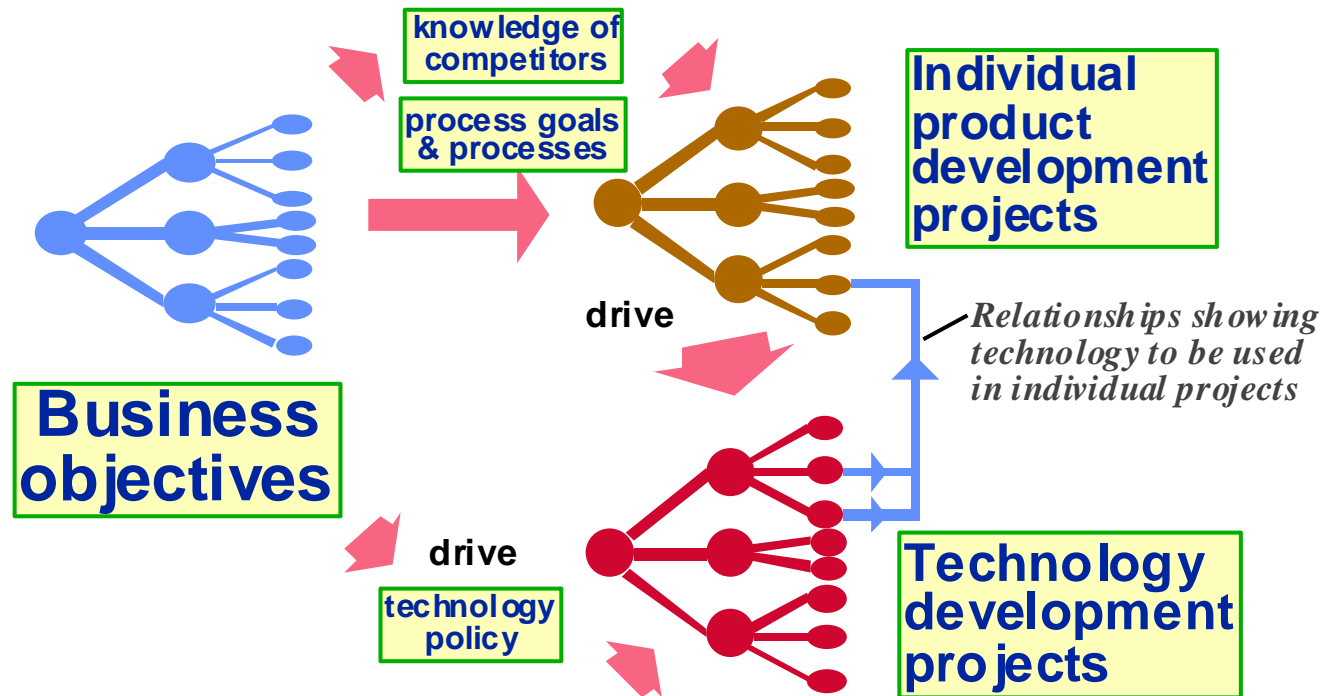 knowledge of
competitors
process goals
& processes
Individual
product
development
projects
drive
Relationships showing
technology to be used
in individual projects
Business
objectives
drive
technology
policy
Technology
development
projects